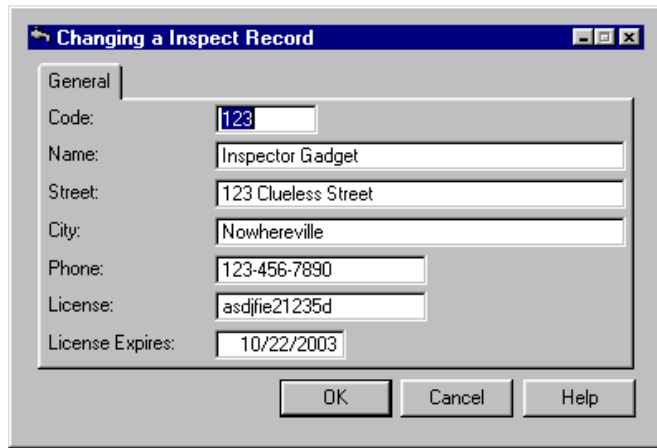 Changing a Inspect Record
General
Code: 123
Name: Inspector Gadget
Street: 123 Clueless Street
City: Nowhereville
Phone: 123-456-7890
License: asdjfie21235d
License Expires: 10/22/2003
OK Cancel Help